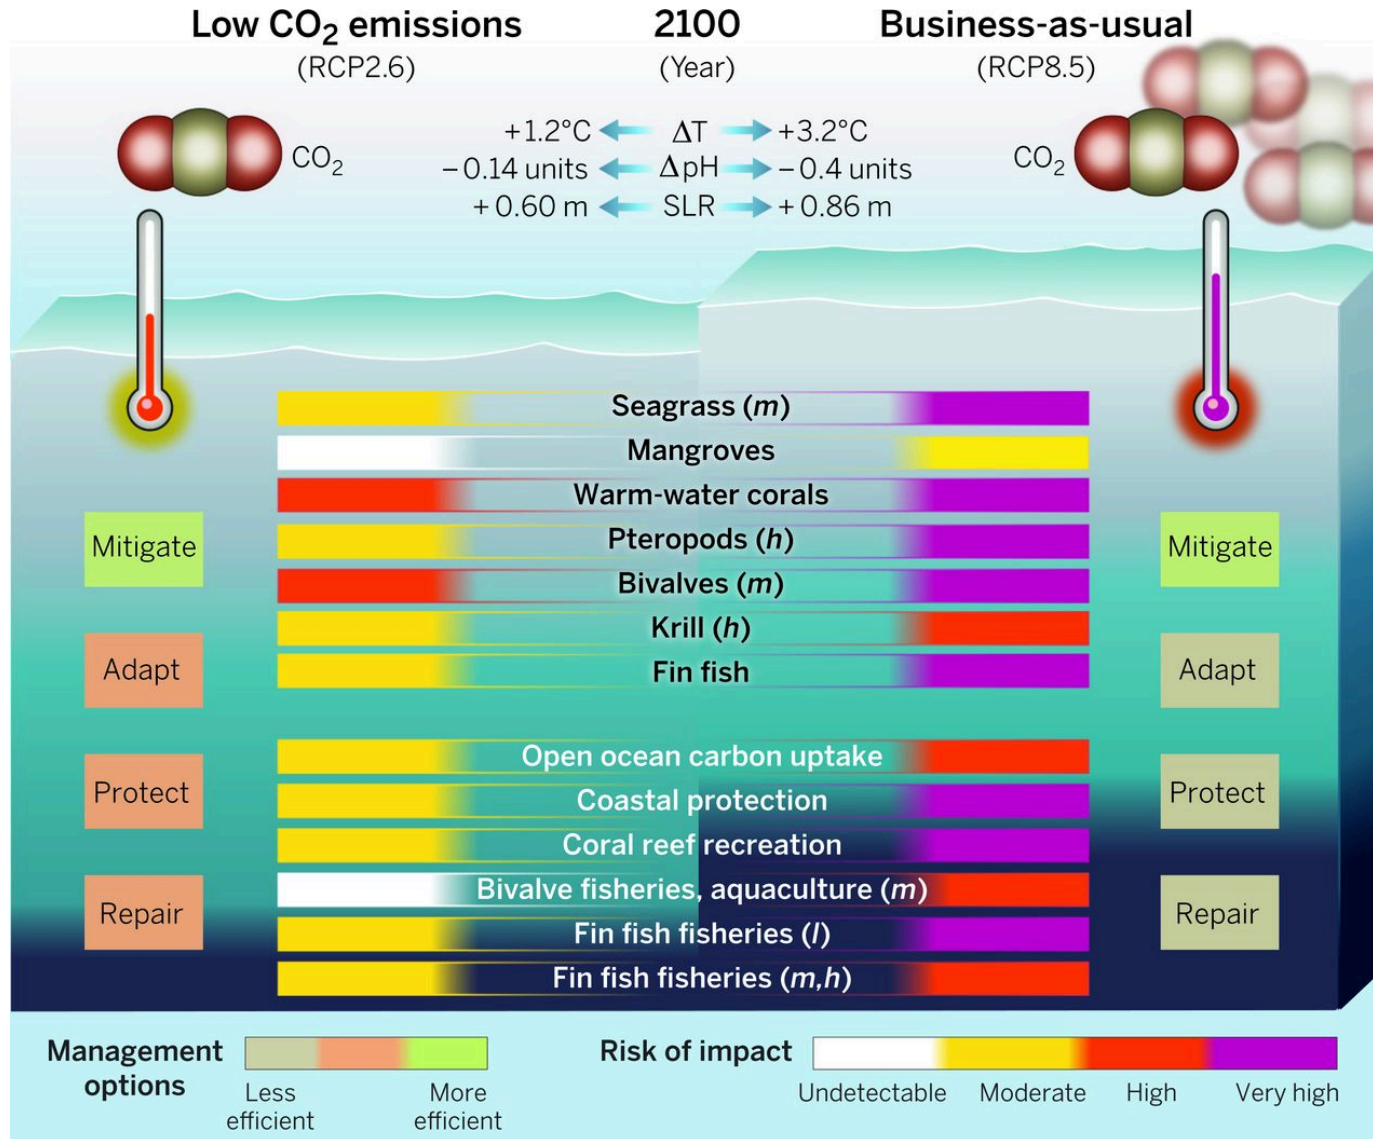 Low CO₂ emissions 2100 Business-as-usual
(RCP2.6) (Year) (RCP8.5)
+1.2°C ΔT +3.2°C
CO₂ −0.14 units ΔpH −0.4 units CO₂
+0.60 m SLR +0.86 m
Seagrass (m)
Mangroves
Warm-water corals
Mitigate Pteropods (h) Mitigate
Bivalves (m)
Krill (h)
Adapt Fin fish Adapt
Open ocean carbon uptake
Protect Coastal protection Protect
Coral reef recreation
Bivalve fisheries, aquaculture (m)
Repair Fin fish fisheries (l) Repair
Fin fish fisheries (m,h)
Management options
Less efficient
More efficient
Risk of impact
Undetectable Moderate High Very high